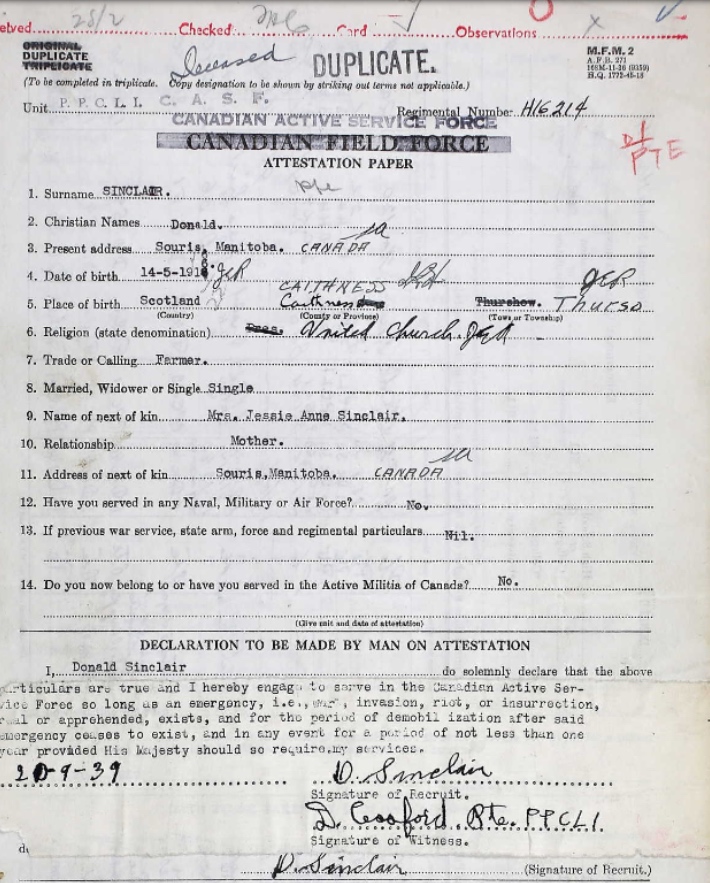 Checked Card Observations
28/2
ORIGINAL
DUPLICATE
TRIPLICATE
Deceased
DUPLICATE.
M.F.M. 2
A.F.B. 271
H.Q. 1772-45-16
(To be completed in triplicate. Copy designation to be shown by striking out terms not applicable.)
Unit P. P. C. L. I. C. A. S. F. Regimental Number H16214
CANADIAN ACTIVE SERVICE FORCE
CANADIAN FIELD FORCE
PTE
ATTESTATION PAPER
1. Surname SINCLAIR.
2. Christian Names Donald.
3. Present address Souris, Manitoba. CANADA
4. Date of birth 14-5-191
CAITHNESS
5. Place of birth Scotland Caithness Thurshow. Thurso
(Country) (County or Province) (Town or Township)
6. Religion (state denomination) Pres. United Church.
7. Trade or Calling Farmer.
8. Married, Widower or Single Single
9. Name of next of kin Mrs. Jessie Anne Sinclair.
10. Relationship Mother.
11. Address of next of kin Souris, Manitoba. CANADA
12. Have you served in any Naval, Military or Air Force? No.
13. If previous war service, state arm, force and regimental particulars Nil.
14. Do you now belong to or have you served in the Active Militia of Canada? No.
(Give unit and date of attestation)
DECLARATION TO BE MADE BY MAN ON ATTESTATION
I, Donald Sinclair do solemnly declare that the above
particulars are true and I hereby engage to serve in the Canadian Active Ser-
vice Force so long as an emergency, i.e., war, invasion, riot, or insurrection,
real or apprehended, exists, and for the period of demobil ization after said
emergency ceases to exist, and in any event for a period of not less than one
year provided His Majesty should so require my services.
20-9-39 D. Sinclair
Signature of Recruit.
Pte. PPCLI.
Signature of Witness.
D. Sinclair (Signature of Recruit.)